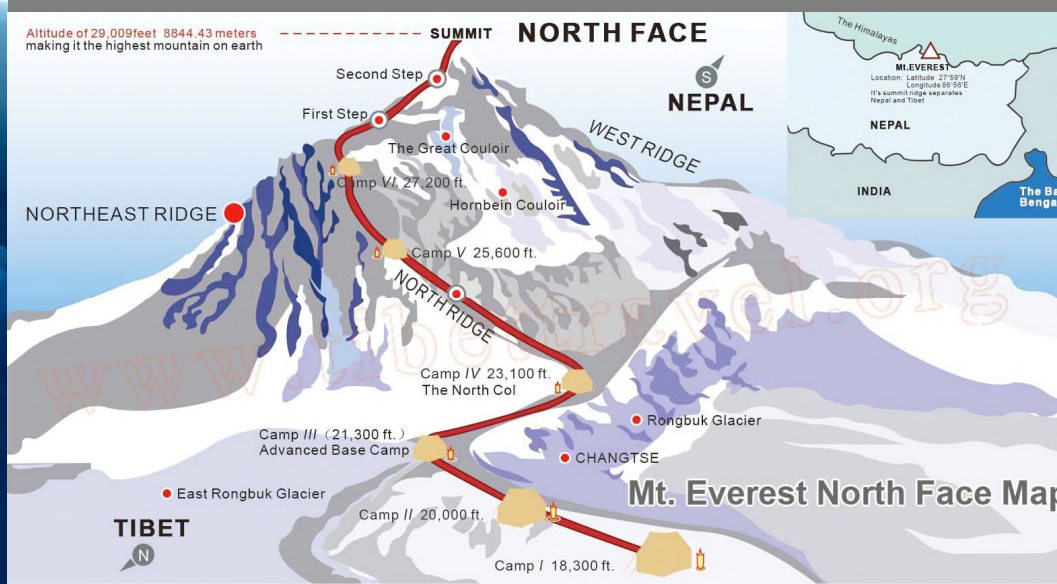 Altitude of 29,009feet 8844.43 meters
making it the highest mountain on earth
SUMMIT
NORTH FACE
Second Step
First Step
S
NEPAL
WEST RIDGE
The Great Couloir
Camp VI 27,200 ft.
Hornbein Couloir
NORTHEAST RIDGE
Camp V 25,600 ft.
NORTH RIDGE
Camp IV 23,100 ft.
The North Col
Rongbuk Glacier
Camp III (21,300 ft.)
Advanced Base Camp
CHANGTSE
East Rongbuk Glacier
Mt. Everest North Face Map
Camp II 20,000 ft.
TIBET
N
Camp I 18,300 ft.
The Himalayas
Mt.EVEREST
Location: Latitude 27°59'N
Longitude 86°56'E
It's summit ridge separates
Nepal and Tibet
NEPAL
INDIA
The Ba
Benga
www.tibettravel.org